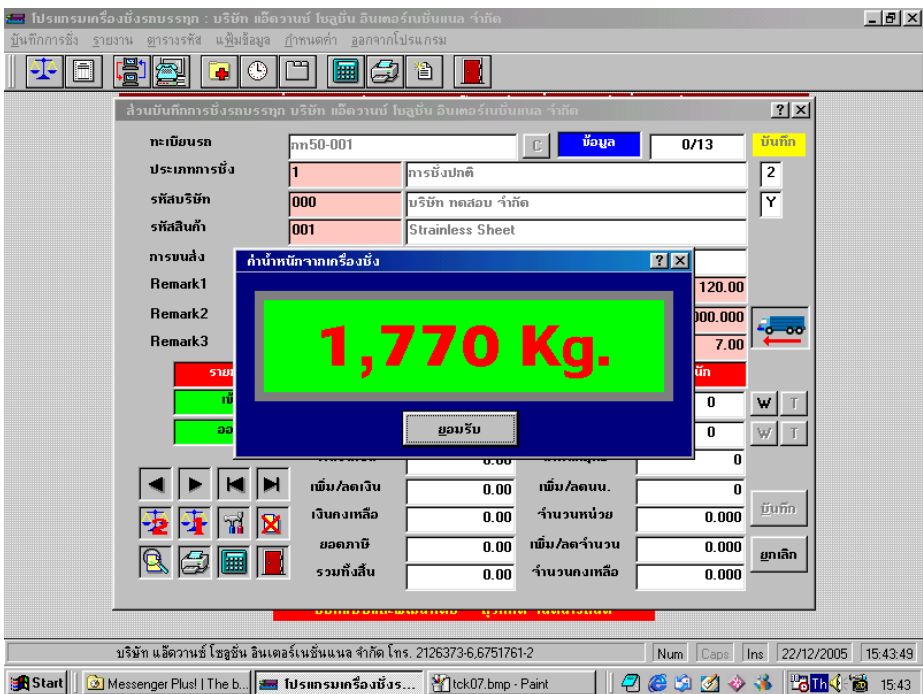 โปรแกรมเครื่องชั่งรถบรรทุก : บริษัท แอ๊ดวานซ์ โซลูชั่น อินเตอร์เนชั่นแนล จำกัด
บันทึกการชั่ง รายงาน ตารางรหัส แฟ้มข้อมูล กำหนดค่า ออกจากโปรแกรม
ส่วนบันทึกการชั่งรถบรรทุก บริษัท แอ๊ดวานซ์ โซลูชั่น อินเตอร์เนชั่นแนล จำกัด
ทะเบียนรถ กท50-001 C ข้อมูล 0/13 บันทึก
ประเภทการชั่ง 1 การชั่งปกติ 2
รหัสบริษัท 000 บริษัท ทดสอบ จำกัด Y
รหัสสินค้า 001 Strainless Sheet
การขนส่ง
ค่าน้ำหนักจากเครื่องชั่ง
Remark1 120.00
Remark2 000.000
Remark3 7.00
1,770 Kg.
ยอมรับ
0 W T
0 W T
0.00 0
เพิ่ม/ลดเงิน 0.00 เพิ่ม/ลดนน. 0
เงินคงเหลือ 0.00 จำนวนหน่วย 0.000 บันทึก
ยอดภาษี 0.00 เพิ่ม/ลดจำนวน 0.000 ยกเลิก
รวมทั้งสิ้น 0.00 จำนวนคงเหลือ 0.000
2 1
บริษัท แอ๊ดวานซ์ โซลูชั่น อินเตอร์เนชั่นแนล จำกัด โทร. 2126373-6,6751761-2 Num Caps Ins 22/12/2005 15:43:49
Start Messenger Plus! | The b... โปรแกรมเครื่องชั่งร... tck07.bmp - Paint Th 15:43